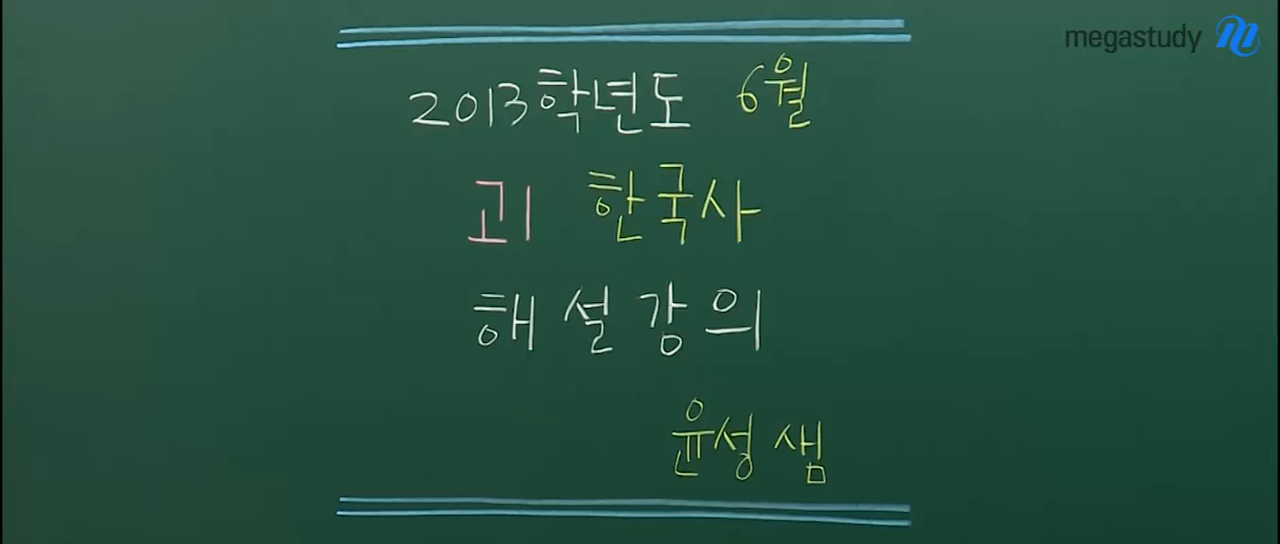 megastudy
2013학년도 6월
고1 한국사
해설강의
윤성 샘